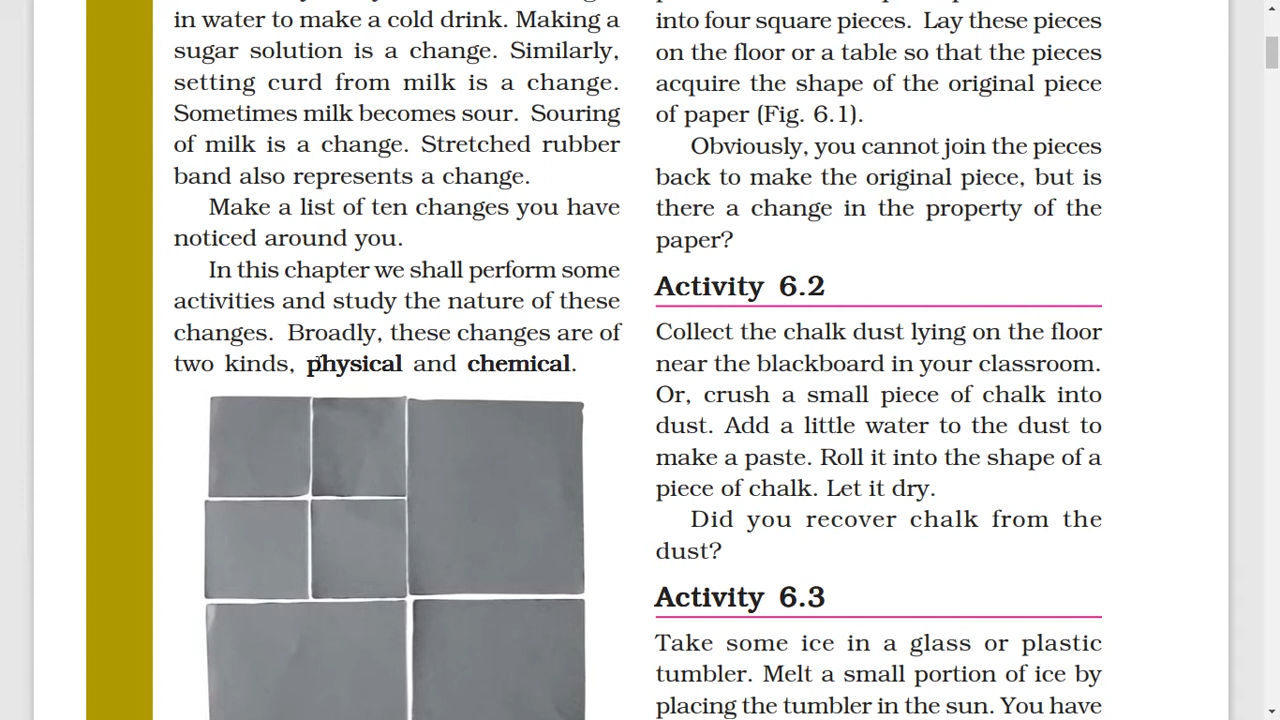 in water to make a cold drink. Making a
sugar solution is a change. Similarly,
setting curd from milk is a change.
Sometimes milk becomes sour. Souring
of milk is a change. Stretched rubber
band also represents a change.
Make a list of ten changes you have
noticed around you.
In this chapter we shall perform some
activities and study the nature of these
changes. Broadly, these changes are of
two kinds, physical and chemical.
into four square pieces. Lay these pieces
on the floor or a table so that the pieces
acquire the shape of the original piece
of paper (Fig. 6.1).
Obviously, you cannot join the pieces
back to make the original piece, but is
there a change in the property of the
paper?
Activity 6.2
Collect the chalk dust lying on the floor
near the blackboard in your classroom.
Or, crush a small piece of chalk into
dust. Add a little water to the dust to
make a paste. Roll it into the shape of a
piece of chalk. Let it dry.
Did you recover chalk from the
dust?
Activity 6.3
Take some ice in a glass or plastic
tumbler. Melt a small portion of ice by
placing the tumbler in the sun. You have